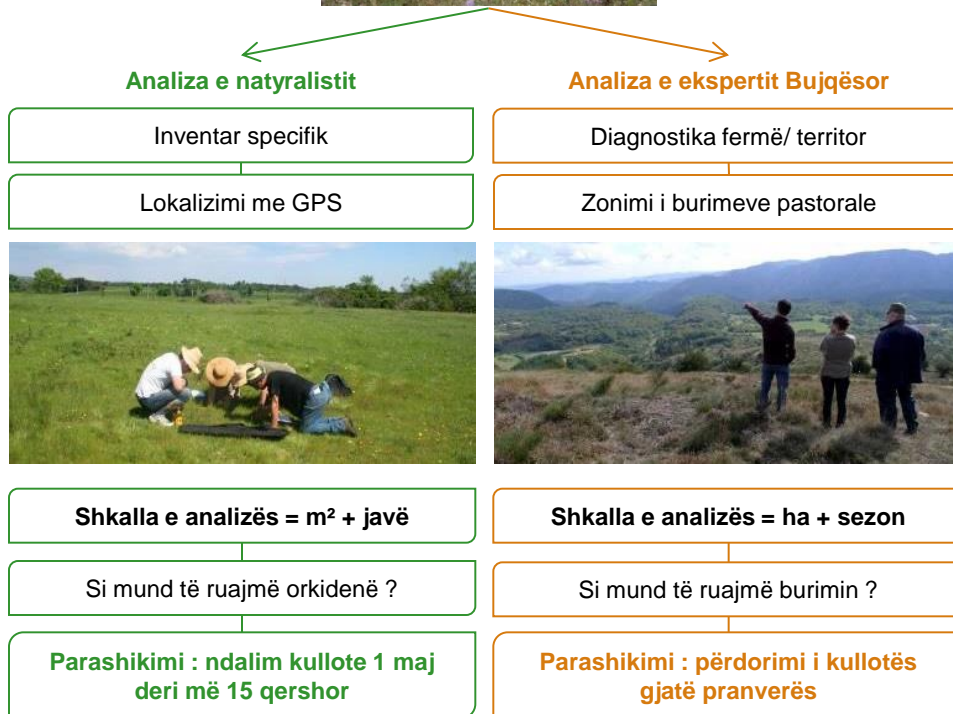 Analiza e natyralistit
Inventar specifik
Lokalizimi me GPS
Shkalla e analizës = m² + javë
Si mund të ruajmë orkidenë ?
Parashikimi : ndalim kullote 1 maj
deri më 15 qershor
Analiza e ekspertit Bujqësor
Diagnostika fermë/ territor
Zonimi i burimeve pastorale
Shkalla e analizës = ha + sezon
Si mund të ruajmë burimin ?
Parashikimi : përdorimi i kullotës
gjatë pranverës